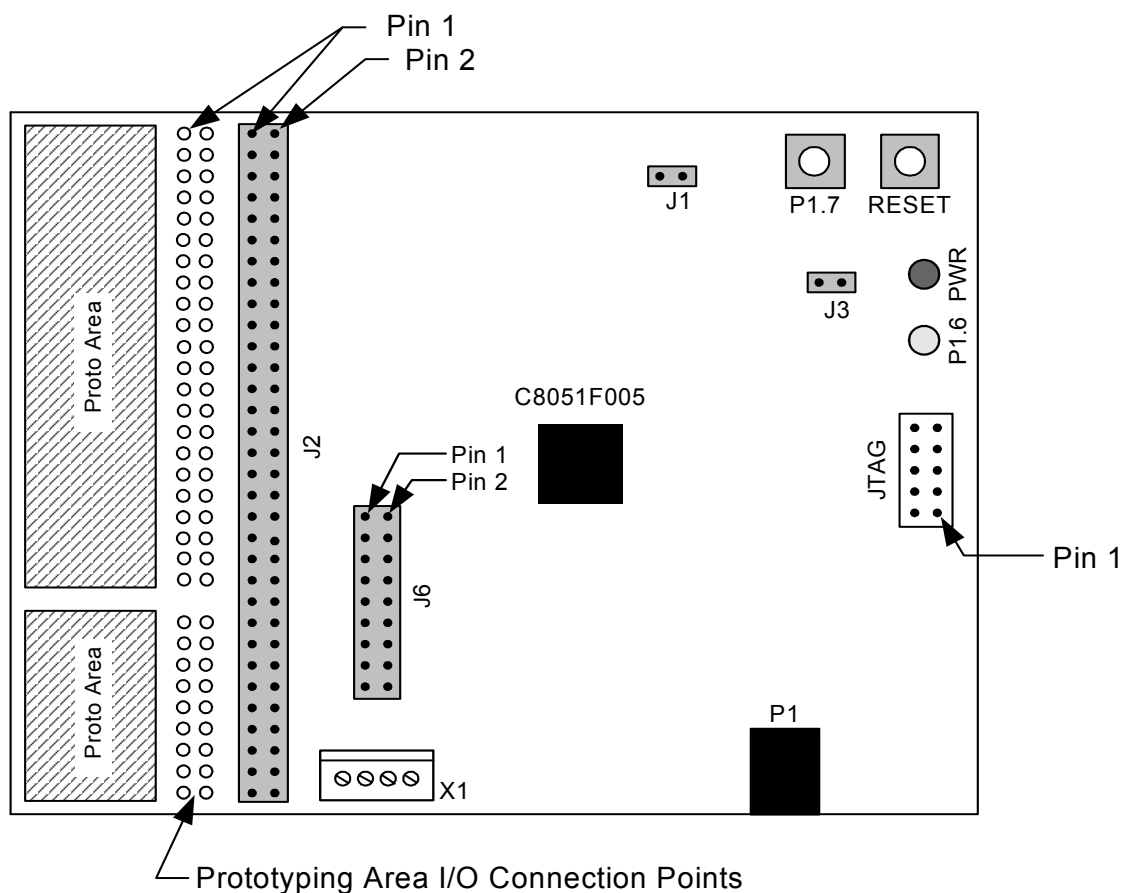 Pin 1
Pin 2
J1
P1.7
RESET
PWR
J3
P1.6
Proto Area
C8051F005
J2
Pin 1
Pin 2
JTAG
Pin 1
J6
Proto Area
P1
X1
Prototyping Area I/O Connection Points